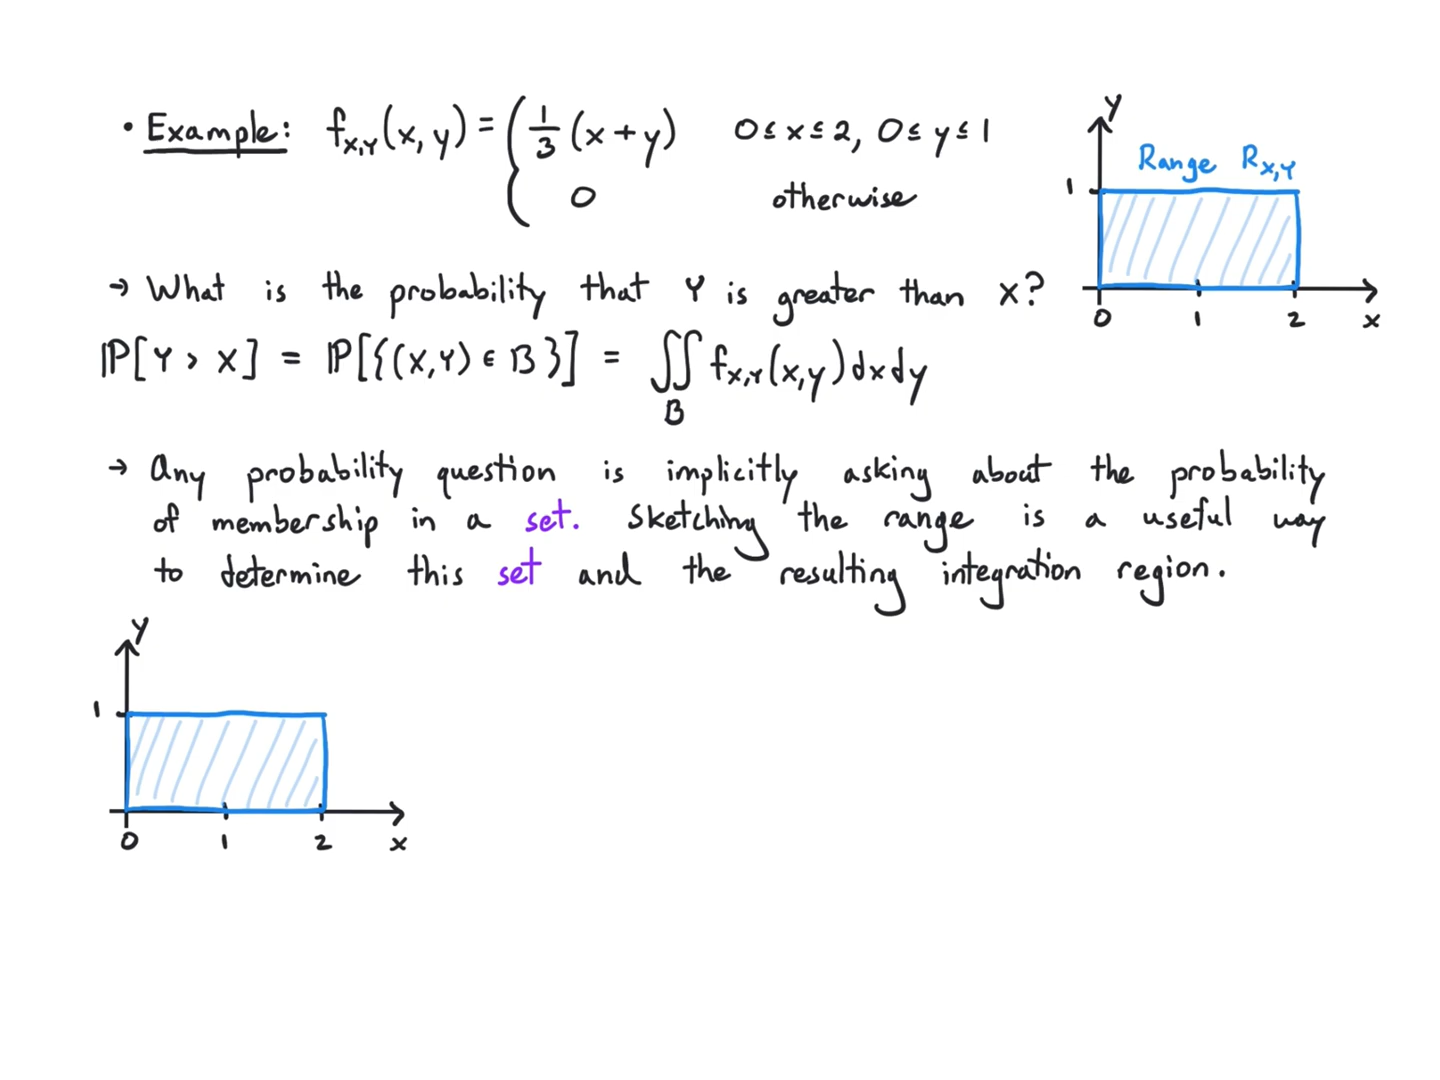 • Example: f_{X,Y}(x, y) = { 1/3 (x + y)   0 ≤ x ≤ 2, 0 ≤ y ≤ 1
0   otherwise
y
Range R_{X,Y}
1
0 1 2 x
→ What is the probability that Y is greater than X?
ℙ[Y > X] = ℙ[{(X,Y) ∈ B}] = ∬_B f_{X,Y}(x,y) dx dy
→ Any probability question is implicitly asking about the probability
of membership in a set. Sketching the range is a useful way
to determine this set and the resulting integration region.
y
1
0 1 2 x